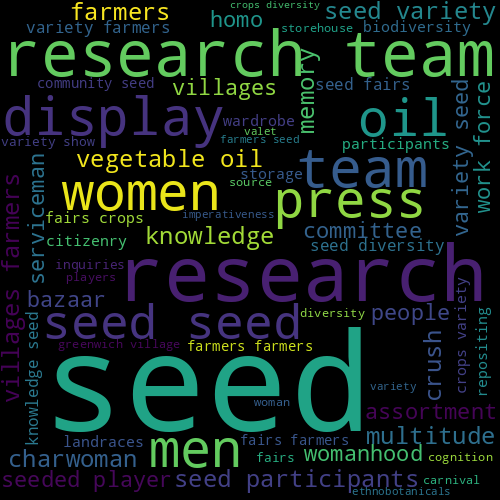 crops diversity
farmers
homo
seed variety
variety farmers
storehouse
biodiversity
research team
memory
community seed
villages
seed fairs
variety seed
work force
display
wardrobe
oil
valet
farmers seed
variety show
participants
serviceman
vegetable oil
team
source
storage
women
press
villages farmers
fairs crops
imperativeness
citizenry
knowledge
committee
seed diversity
inquiries
research
players
bazaar
crops variety
seed seed
diversity
people
repositing
knowledge seed
crush
greenwich village
farmers farmers
seed
variety
woman
assortment
landraces
men
fairs farmers
multitude
charwoman
fairs
womanhood
cognition
seeded player
seed participants
carnival
ethnobotanicals